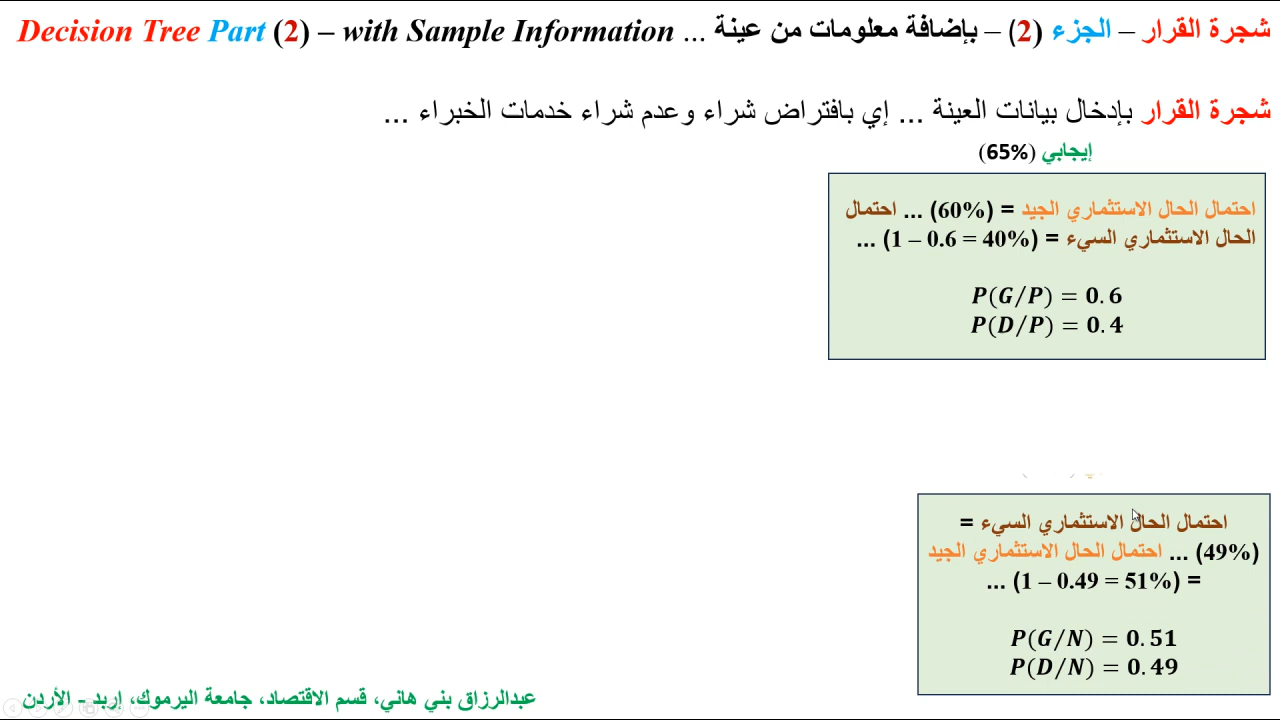 شجرة القرار – الجزء (2) – بإضافة معلومات من عينة ... Decision Tree Part (2) – with Sample Information
شجرة القرار بإدخال بيانات العينة ... إي بافتراض شراء وعدم شراء خدمات الخبراء ...
إيجابي (65%)
احتمال الحال الاستثماري الجيد = (60%) ... احتمال
الحال الاستثماري السيء = (1 – 0.6 = 40%) ...
P(G/P) = 0.6
P(D/P) = 0.4
احتمال الحال الاستثماري السيء =
(49%) ... احتمال الحال الاستثماري الجيد
= (1 – 0.49 = 51%) ...
P(G/N) = 0.51
P(D/N) = 0.49
عبدالرزاق بني هاني، قسم الاقتصاد، جامعة اليرموك، إربد - الأردن